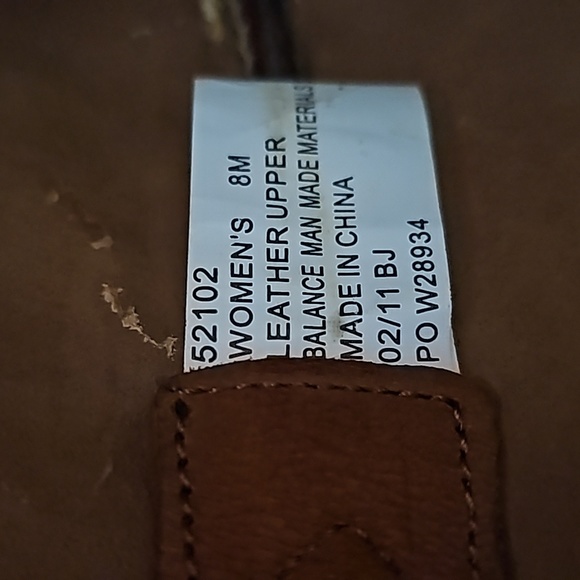 52102
WOMEN'S 8M
LEATHER UPPER
BALANCE MAN MADE MATERIALS
MADE IN CHINA
02/11 BJ
PO W28934